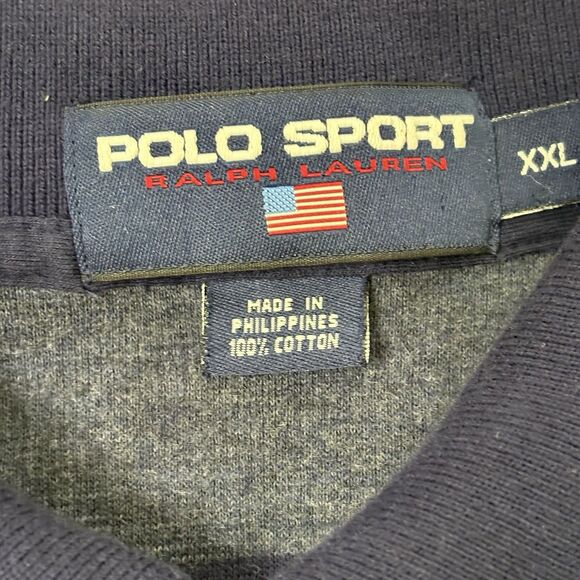 POLO SPORT
RALPH LAUREN
XXL
MADE IN
PHILIPPINES
100% COTTON